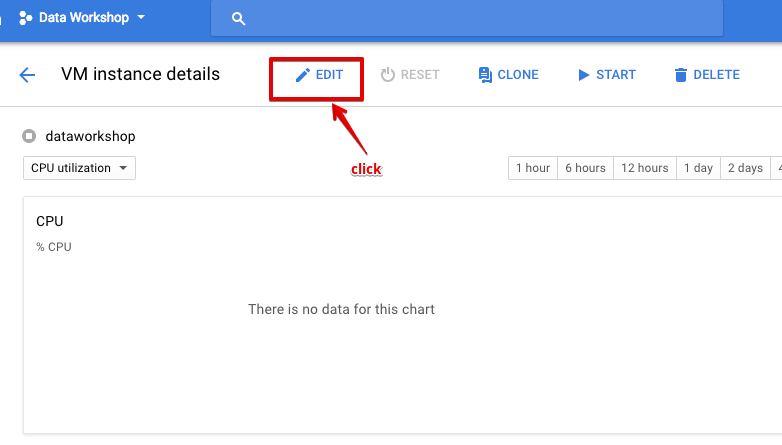 Data Workshop
VM instance details
EDIT
RESET
CLONE
START
DELETE
dataworkshop
click
CPU utilization
1 hour
6 hours
12 hours
1 day
2 days
CPU
% CPU
There is no data for this chart